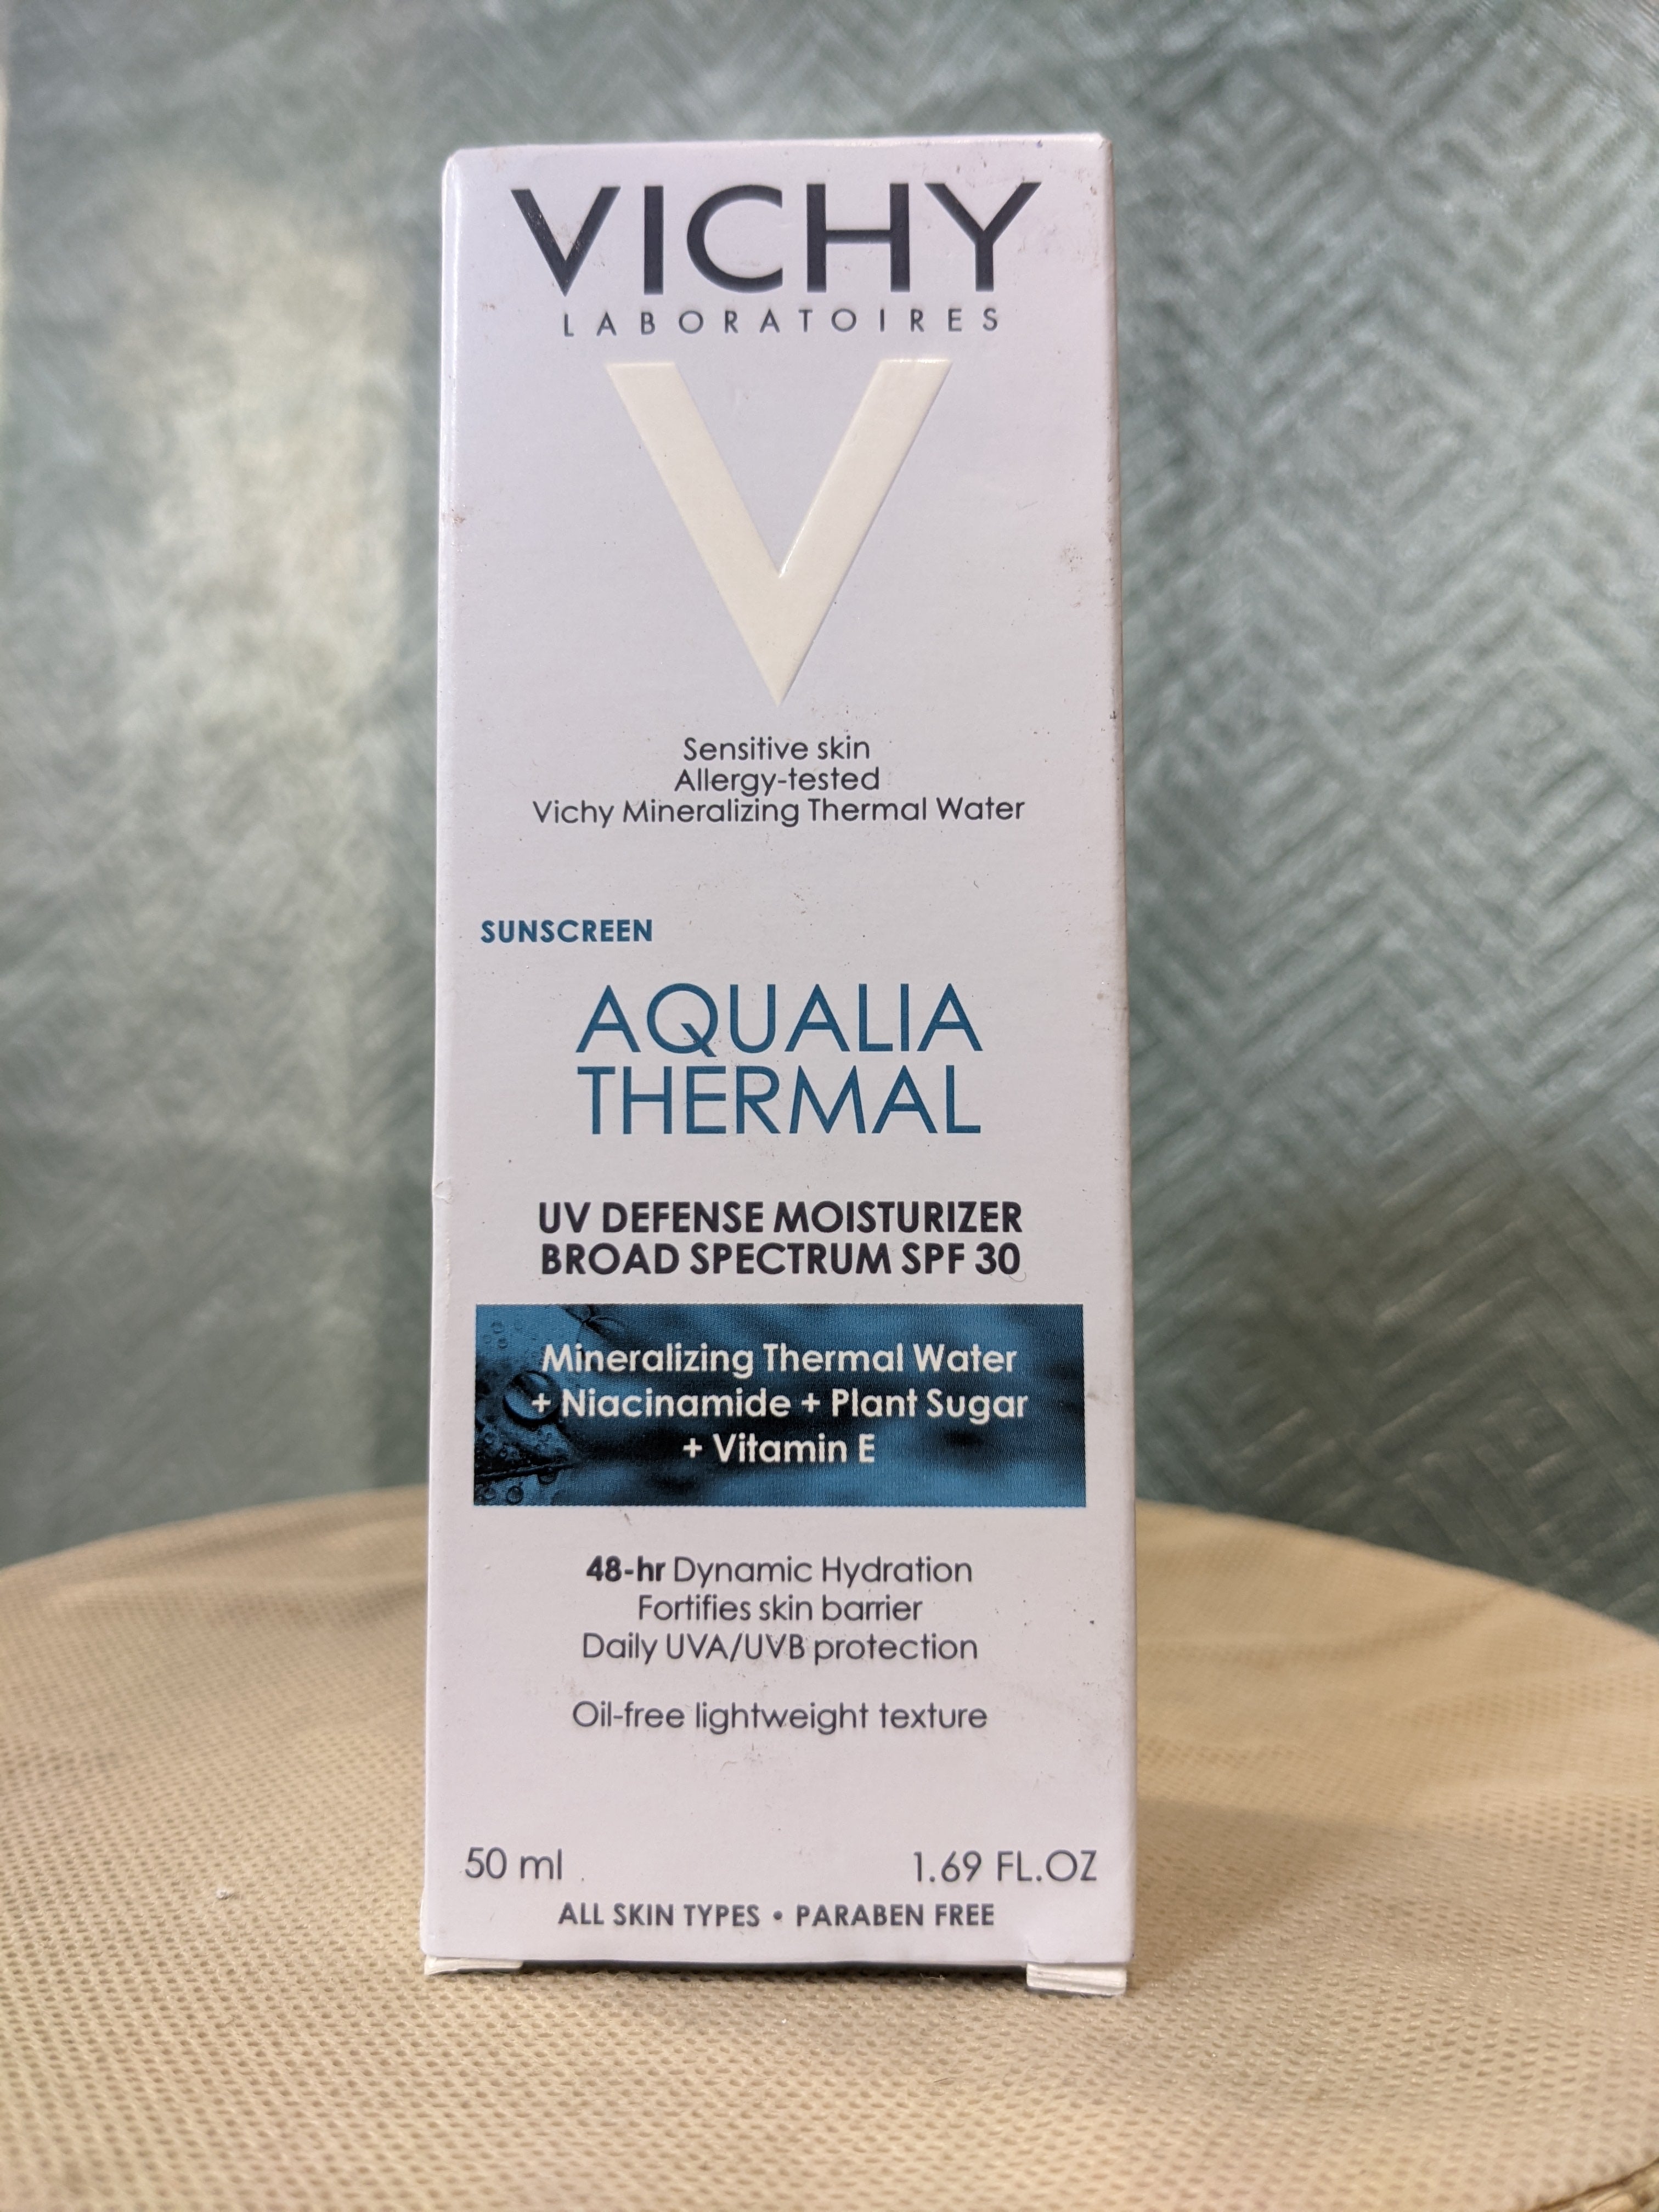 VICHY
LABORATOIRES
V
Sensitive skin
Allergy-tested
Vichy Mineralizing Thermal Water
SUNSCREEN
AQUALIA
THERMAL
UV DEFENSE MOISTURIZER
BROAD SPECTRUM SPF 30
Mineralizing Thermal Water
+ Niacinamide + Plant Sugar
+ Vitamin E
48-hr Dynamic Hydration
Fortifies skin barrier
Daily UVA/UVB protection
Oil-free lightweight texture
50 ml 1.69 FL.OZ
ALL SKIN TYPES • PARABEN FREE